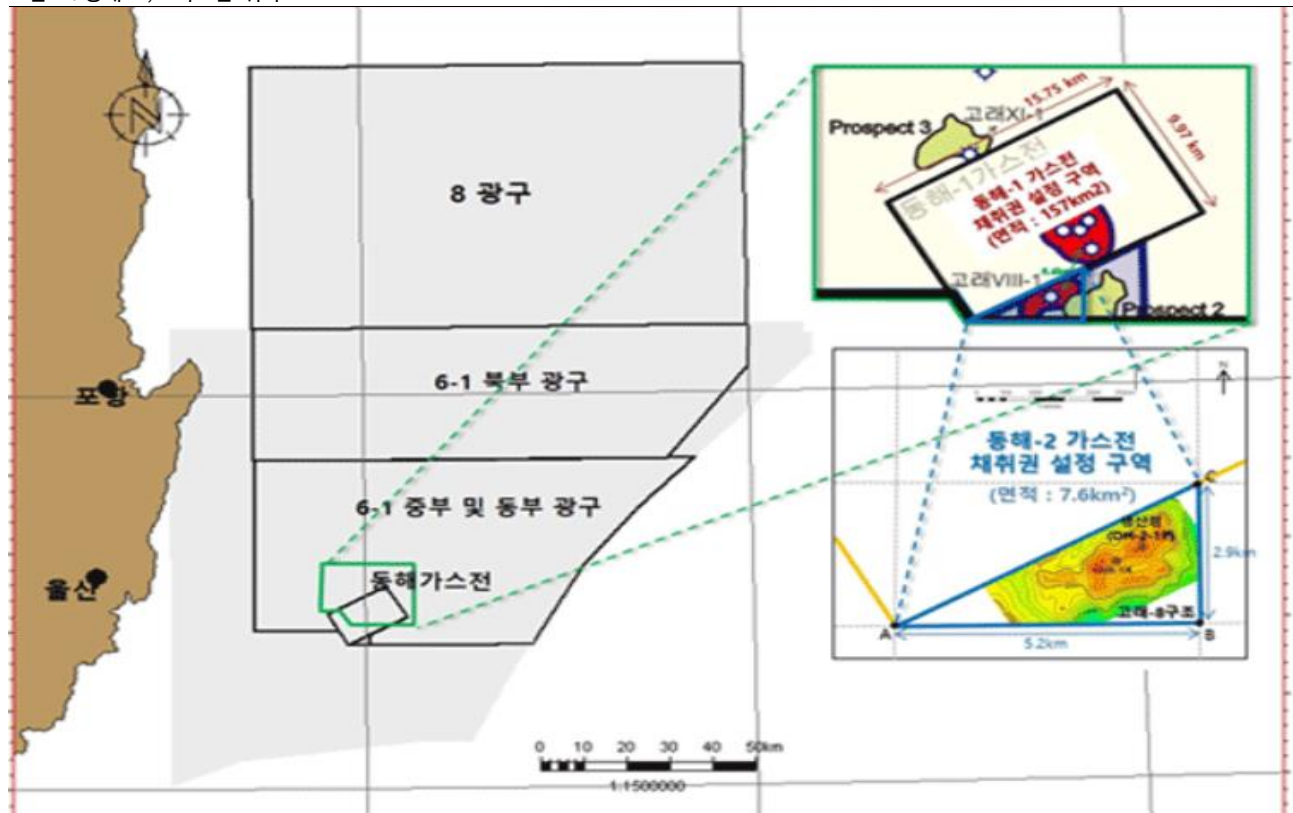 N
8 광구
6-1 북부 광구
6-1 중부 및 동부 광구
동해가스전
포항
울산
0 10 20 30 40 50km
1:1500000
Prospect 3
고래XI-1
15.75 km
9.97 km
동해-1가스전
동해-1 가스전
채취권 설정 구역
(면적 : 157km2)
고래VIII-1
Prospect 2
동해-2 가스전
채취권 설정 구역
(면적 : 7.6km²)
생산정
고래-8구조
2.9km
5.2km
A
B
C